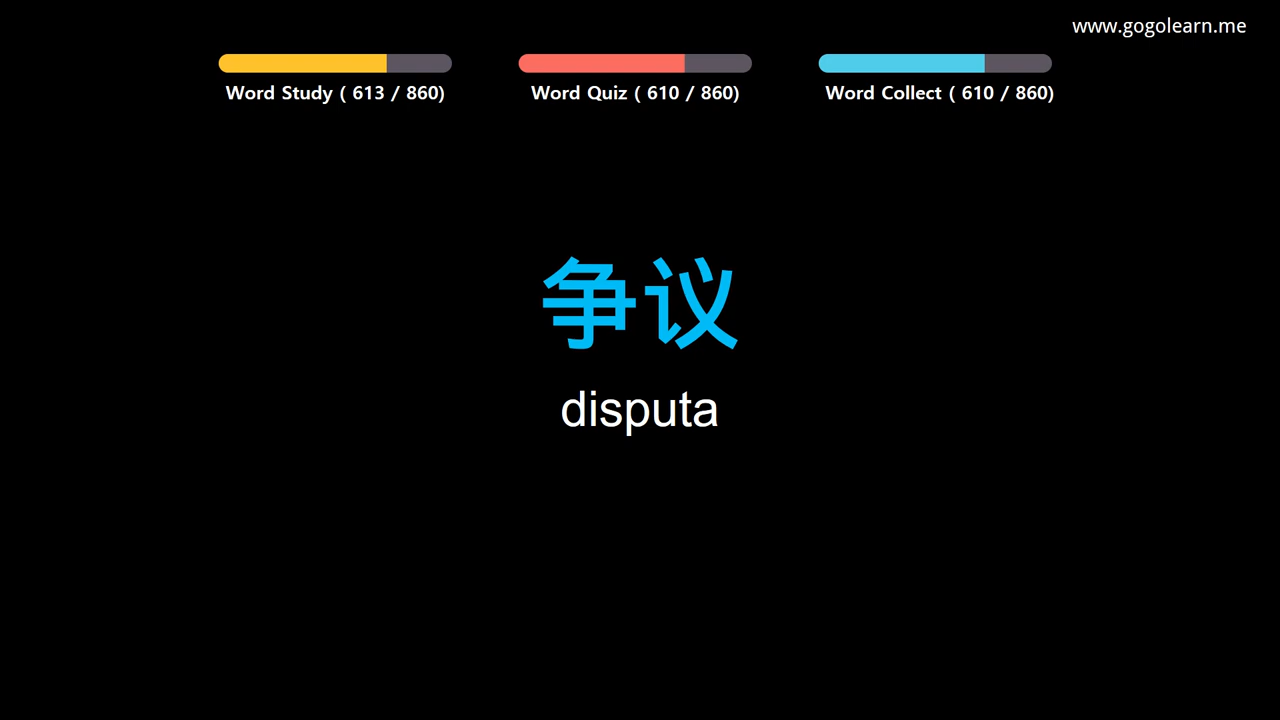 www.gogolearn.me
Word Study ( 613 / 860)
Word Quiz ( 610 / 860)
Word Collect ( 610 / 860)
争议
disputa